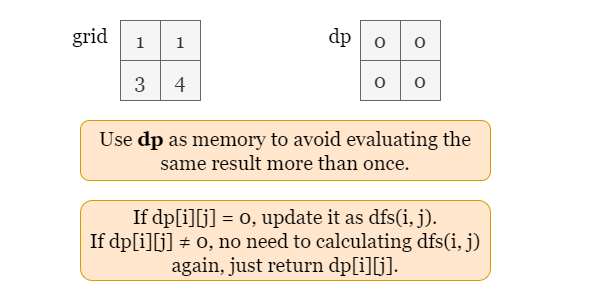 grid 1 1 dp 0 0
3 4 0 0
Use dp as memory to avoid evaluating the
same result more than once.
If dp[i][j] = 0, update it as dfs(i, j).
If dp[i][j] ≠ 0, no need to calculating dfs(i, j)
again, just return dp[i][j].